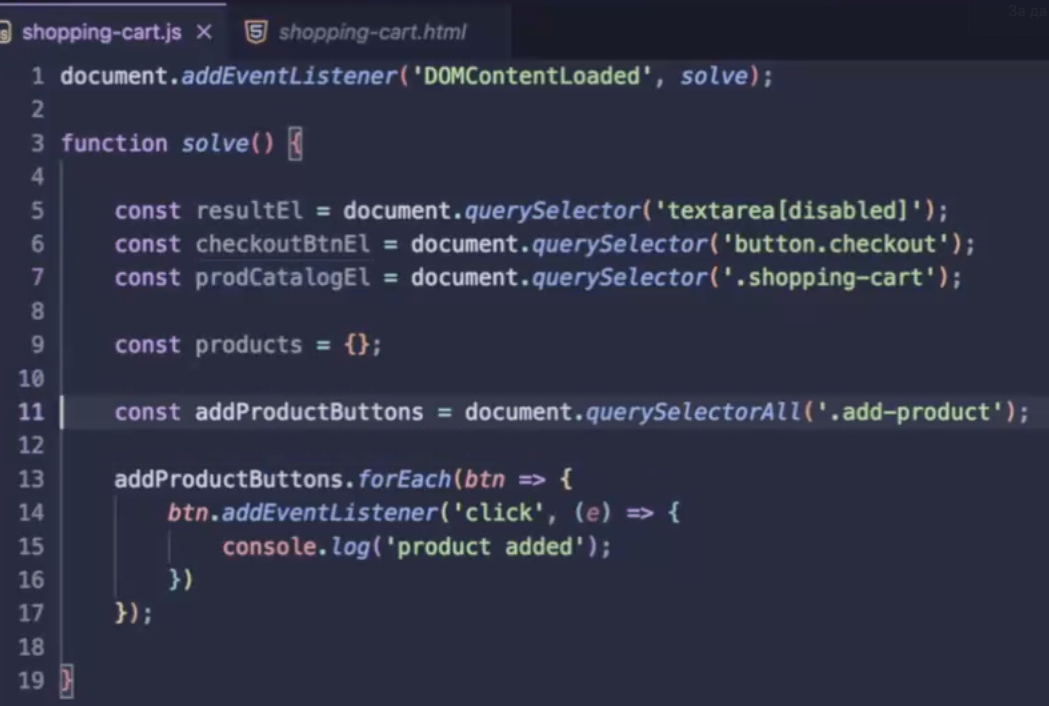 shopping-cart.js
shopping-cart.html
За да
1 document.addEventListener('DOMContentLoaded', solve);
2
3 function solve() {
4
5 const resultEl = document.querySelector('textarea[disabled]');
6 const checkoutBtnEl = document.querySelector('button.checkout');
7 const prodCatalogEl = document.querySelector('.shopping-cart');
8
9 const products = {};
10
11 const addProductButtons = document.querySelectorAll('.add-product');
12
13 addProductButtons.forEach(btn => {
14 btn.addEventListener('click', (e) => {
15 console.log('product added');
16 })
17 });
18
19 }